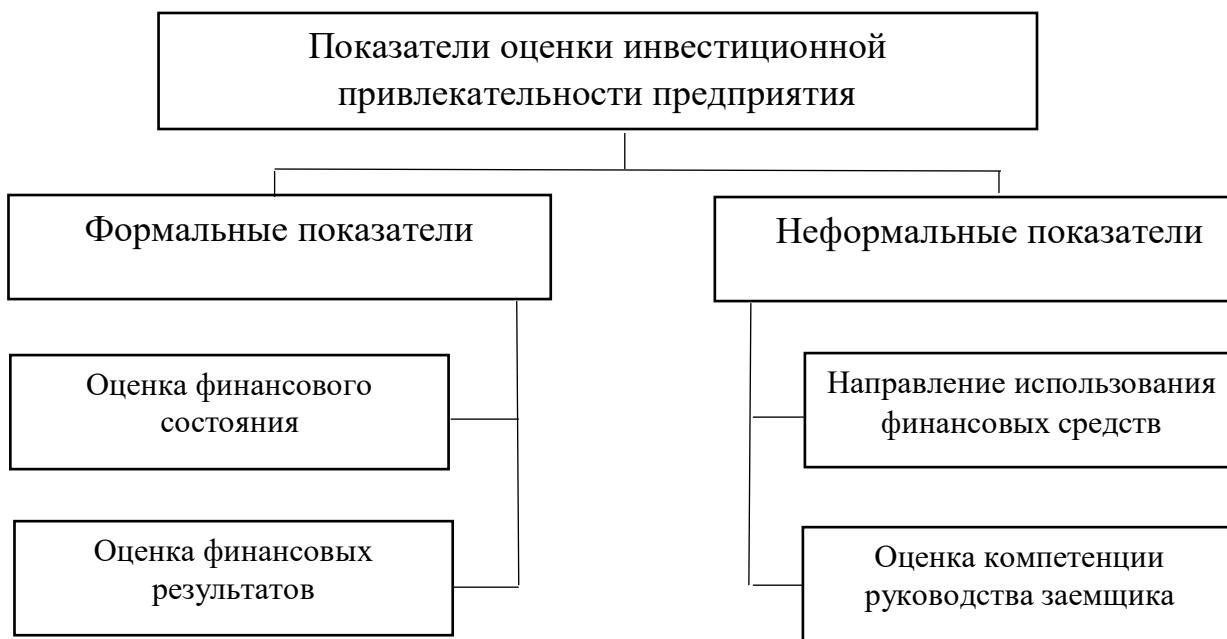 Показатели оценки инвестиционной
привлекательности предприятия
Формальные показатели
Неформальные показатели
Оценка финансового
состояния
Направление использования
финансовых средств
Оценка финансовых
результатов
Оценка компетенции
руководства заемщика